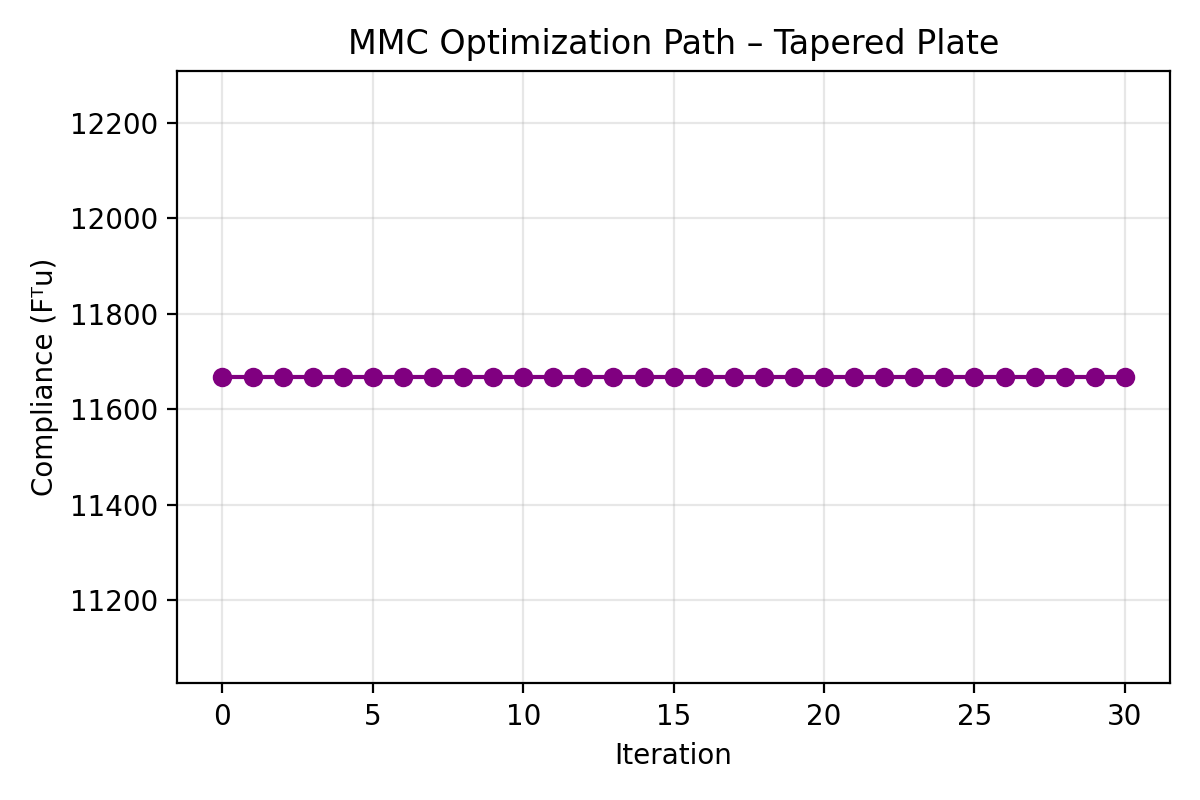 MMC Optimization Path – Tapered Plate
Compliance (Fᵀu)
12200
12000
11800
11600
11400
11200
0 5 10 15 20 25 30
Iteration